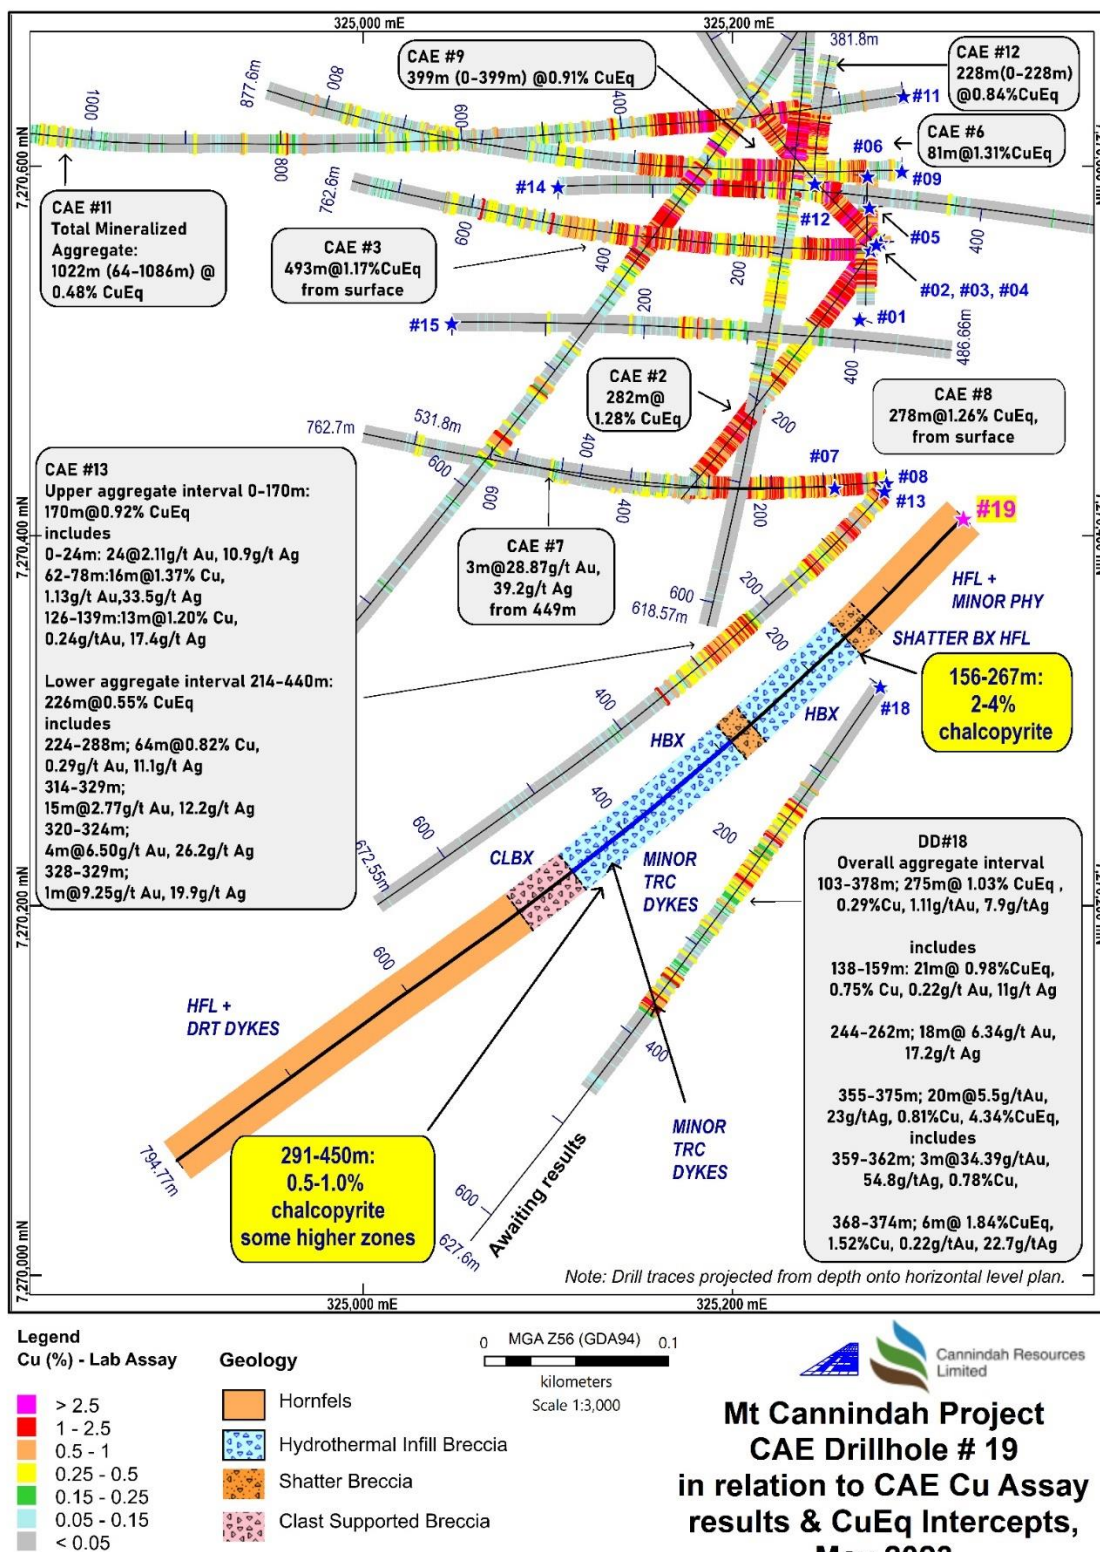 325,000 mE
325,200 mE
381.8m
CAE #9
399m (0-399m) @0.91% CuEq
CAE #12
228m(0-228m)
@0.84%CuEq
877.6m
800
1000
600
400
200
#11
CAE #6
81m@1.31%CuEq
#06
#09
7,270,600 mN
800
762.6m
#14
#12
#05
400
CAE #11
Total Mineralized
Aggregate:
1022m (64-1086m) @
0.48% CuEq
600
CAE #3
493m@1.17%CuEq
from surface
400
200
200
#02, #03, #04
#01
#15
400
486.66m
CAE #2
282m@
1.28% CuEq
200
CAE #8
278m@1.26% CuEq,
from surface
762.7m
531.8m
400
600
600
400
200
#07
#08
#13
#19
CAE #13
Upper aggregate interval 0-170m:
170m@0.92% CuEq
includes
0-24m: 24@2.11g/t Au, 10.9g/t Ag
62-78m:16m@1.37% Cu,
1.13g/t Au,33.5g/t Ag
126-139m:13m@1.20% Cu,
0.24g/tAu, 17.4g/t Ag
Lower aggregate interval 214-440m:
226m@0.55% CuEq
includes
224-288m; 64m@0.82% Cu,
0.29g/t Au, 11.1g/t Ag
314-329m;
15m@2.77g/t Au, 12.2g/t Ag
320-324m;
4m@6.50g/t Au, 26.2g/t Ag
328-329m;
1m@9.25g/t Au, 19.9g/t Ag
7,270,400 mN
CAE #7
3m@28.87g/t Au,
39.2g/t Ag
from 449m
600
618.57m
200
200
HFL +
MINOR PHY
SHATTER BX HFL
156-267m:
2-4%
chalcopyrite
#18
HBX
HBX
400
400
600
672.55m
CLBX
MINOR
TRC
DYKES
200
DD#18
Overall aggregate interval
103-378m; 275m@ 1.03% CuEq ,
0.29%Cu, 1.11g/tAu, 7.9g/tAg
includes
138-159m: 21m@ 0.98%CuEq,
0.75% Cu, 0.22g/t Au, 11g/t Ag
244-262m; 18m@ 6.34g/t Au,
17.2g/t Ag
355-375m; 20m@5.5g/tAu,
23g/tAg, 0.81%Cu, 4.34%CuEq,
includes
359-362m; 3m@34.39g/tAu,
54.8g/tAg, 0.78%Cu,
368-374m; 6m@ 1.84%CuEq,
1.52%Cu, 0.22g/tAu, 22.7g/tAg
7,270,200 mN
600
HFL +
DRT DYKES
400
794.77m
291-450m:
0.5-1.0%
chalcopyrite
some higher zones
MINOR
TRC
DYKES
Awaiting results
600
627.6m
7,270,000 mN
Note: Drill traces projected from depth onto horizontal level plan.
325,000 mE
325,200 mE
Legend
Cu (%) - Lab Assay
> 2.5
1 - 2.5
0.5 - 1
0.25 - 0.5
0.15 - 0.25
0.05 - 0.15
< 0.05
Geology
Hornfels
Hydrothermal Infill Breccia
Shatter Breccia
Clast Supported Breccia
0 MGA Z56 (GDA94) 0.1
kilometers
Scale 1:3,000
Cannindah Resources
Limited
Mt Cannindah Project
CAE Drillhole # 19
in relation to CAE Cu Assay
results & CuEq Intercepts,